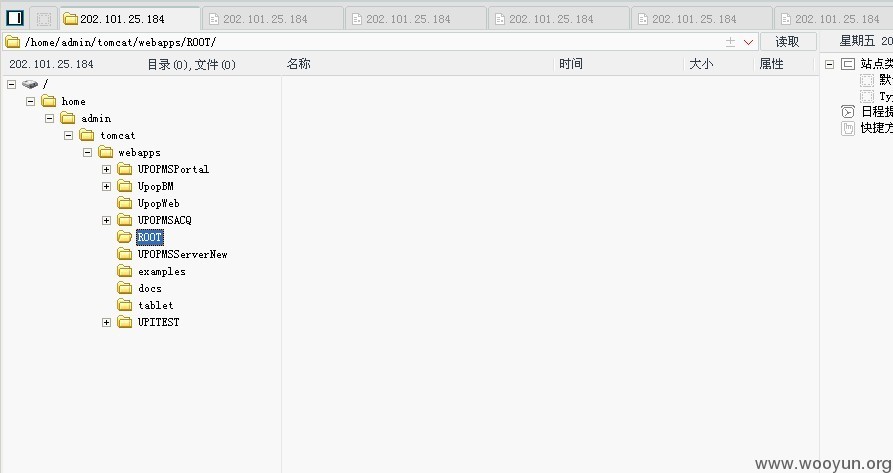 202.101.25.184 202.101.25.184 202.101.25.184 202.101.25.184 202.101.25.184 202.101.25.184
/home/admin/tomcat/webapps/ROOT/ 读取 星期五 20
202.101.25.184 目录(0),文件(0) 名称 时间 大小 属性 站点类
/ 默
home Ty
admin 日程提
tomcat 快捷方
webapps
UPOPMSPortal
UpopBM
UpopWeb
UPOPMSACQ
ROOT
UPOPMSServerNew
examples
docs
tablet
UPITEST
www.wooyun.org